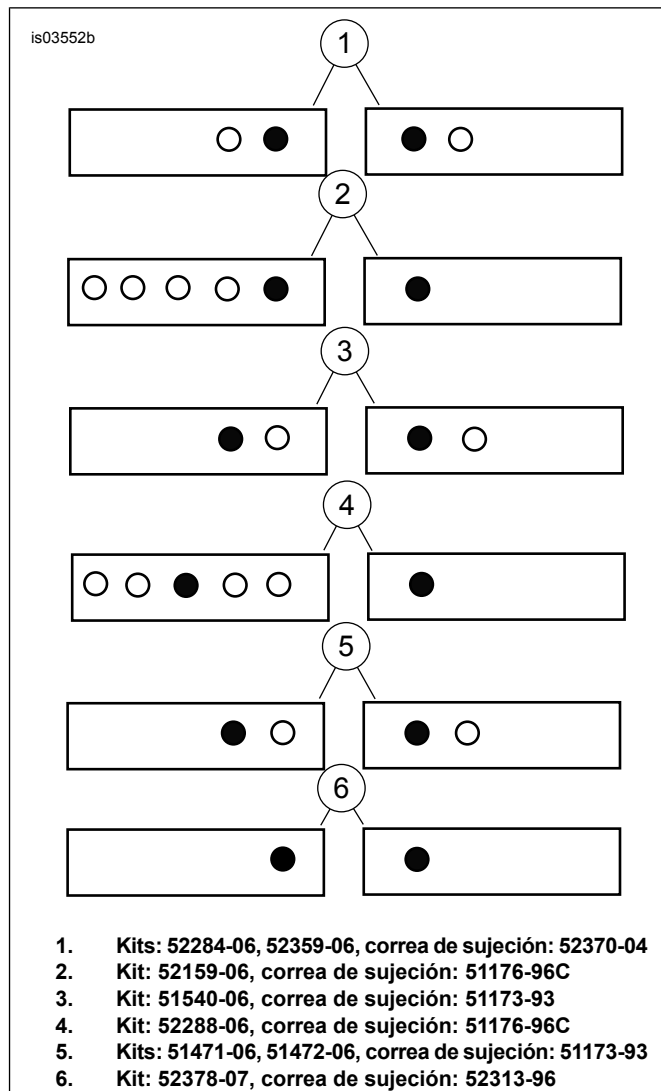 is03552b
1
2
3
4
5
6
1. Kits: 52284-06, 52359-06, correa de sujeción: 52370-04
2. Kit: 52159-06, correa de sujeción: 51176-96C
3. Kit: 51540-06, correa de sujeción: 51173-93
4. Kit: 52288-06, correa de sujeción: 51176-96C
5. Kits: 51471-06, 51472-06, correa de sujeción: 51173-93
6. Kit: 52378-07, correa de sujeción: 52313-96